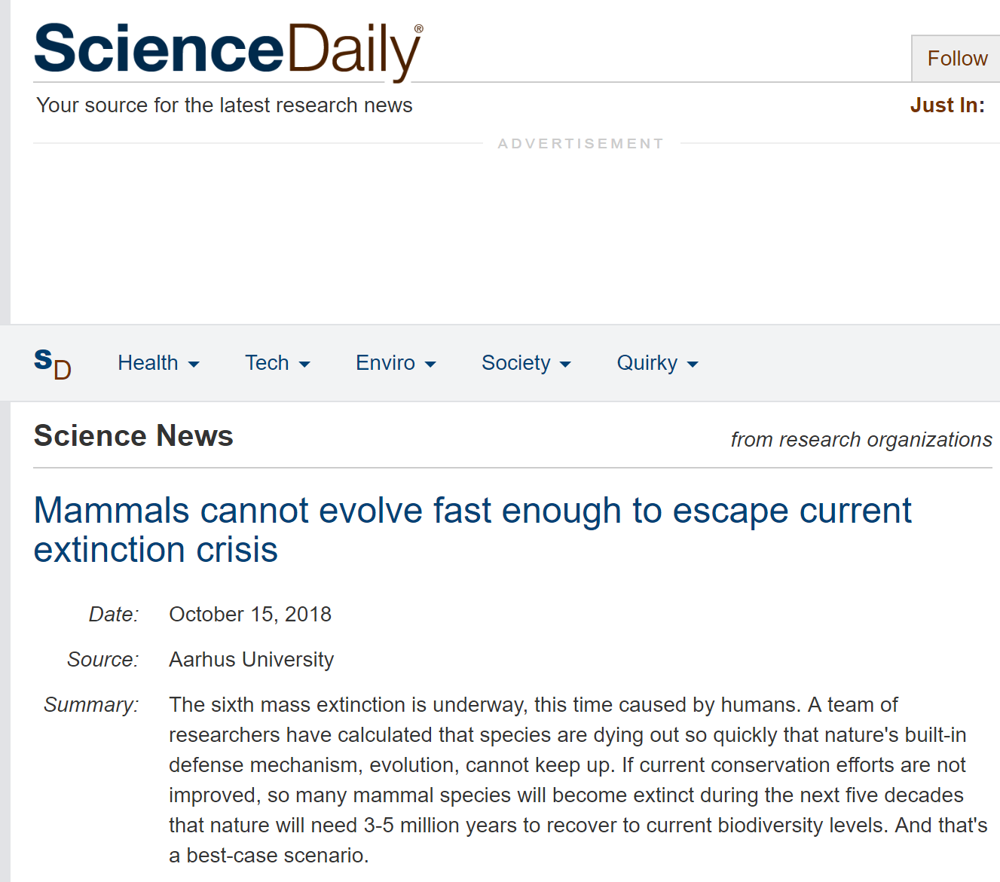 ScienceDaily®
Follow
Your source for the latest research news
Just In:
ADVERTISEMENT
SD
Health
Tech
Enviro
Society
Quirky
Science News
from research organizations
Mammals cannot evolve fast enough to escape current
extinction crisis
Date: October 15, 2018
Source: Aarhus University
Summary: The sixth mass extinction is underway, this time caused by humans. A team of
researchers have calculated that species are dying out so quickly that nature's built-in
defense mechanism, evolution, cannot keep up. If current conservation efforts are not
improved, so many mammal species will become extinct during the next five decades
that nature will need 3-5 million years to recover to current biodiversity levels. And that's
a best-case scenario.